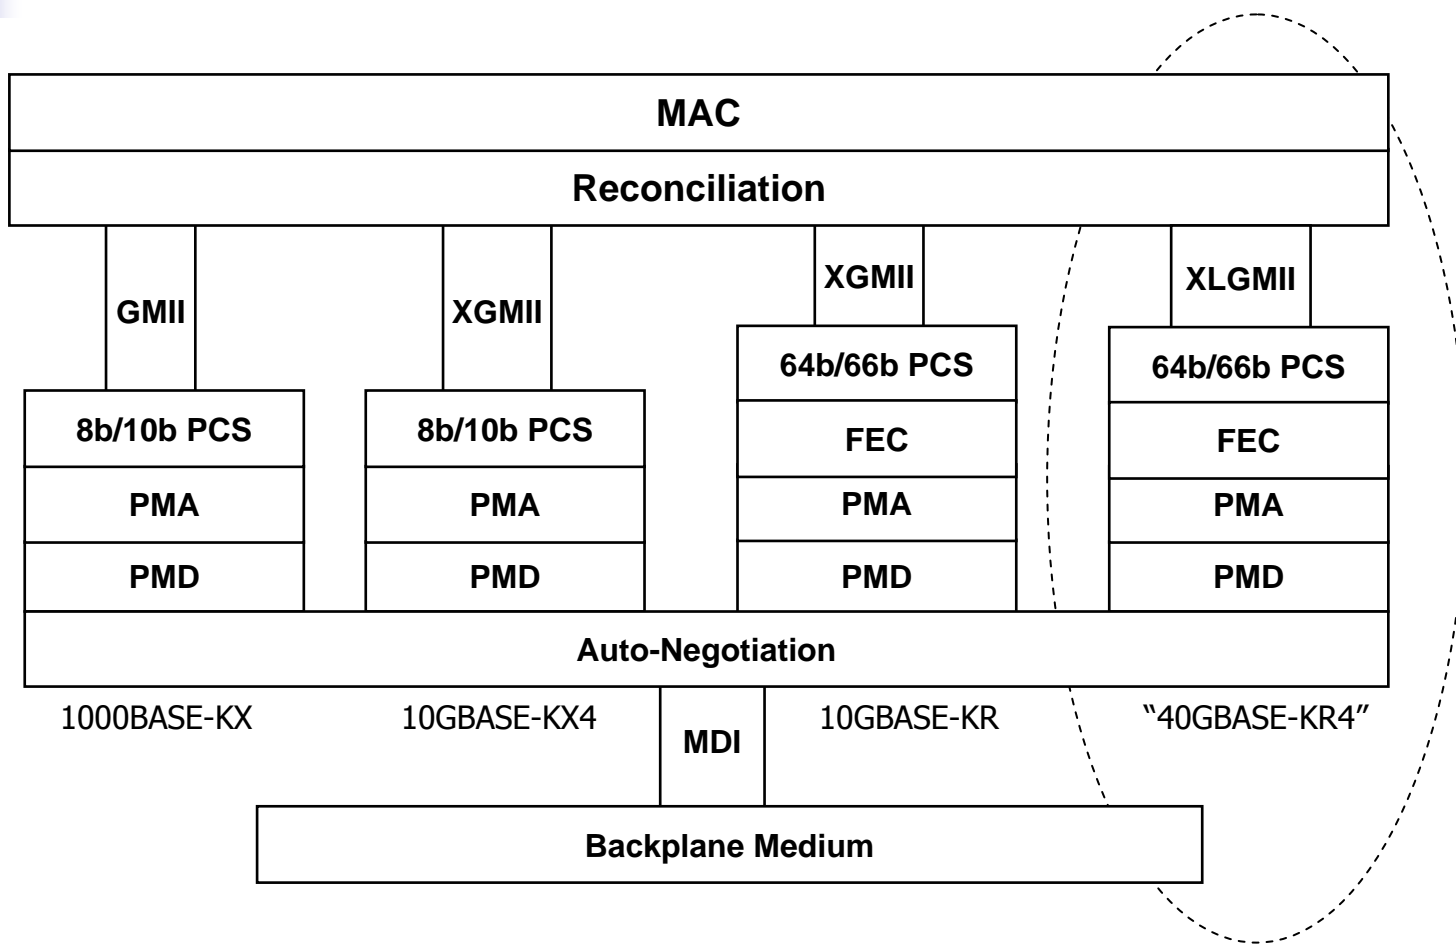 MAC
Reconciliation
GMII
XGMII
XGMII
XLGMII
8b/10b PCS
PMA
PMD
8b/10b PCS
PMA
PMD
64b/66b PCS
FEC
PMA
PMD
64b/66b PCS
FEC
PMA
PMD
Auto-Negotiation
1000BASE-KX
10GBASE-KX4
10GBASE-KR
“40GBASE-KR4”
MDI
Backplane Medium